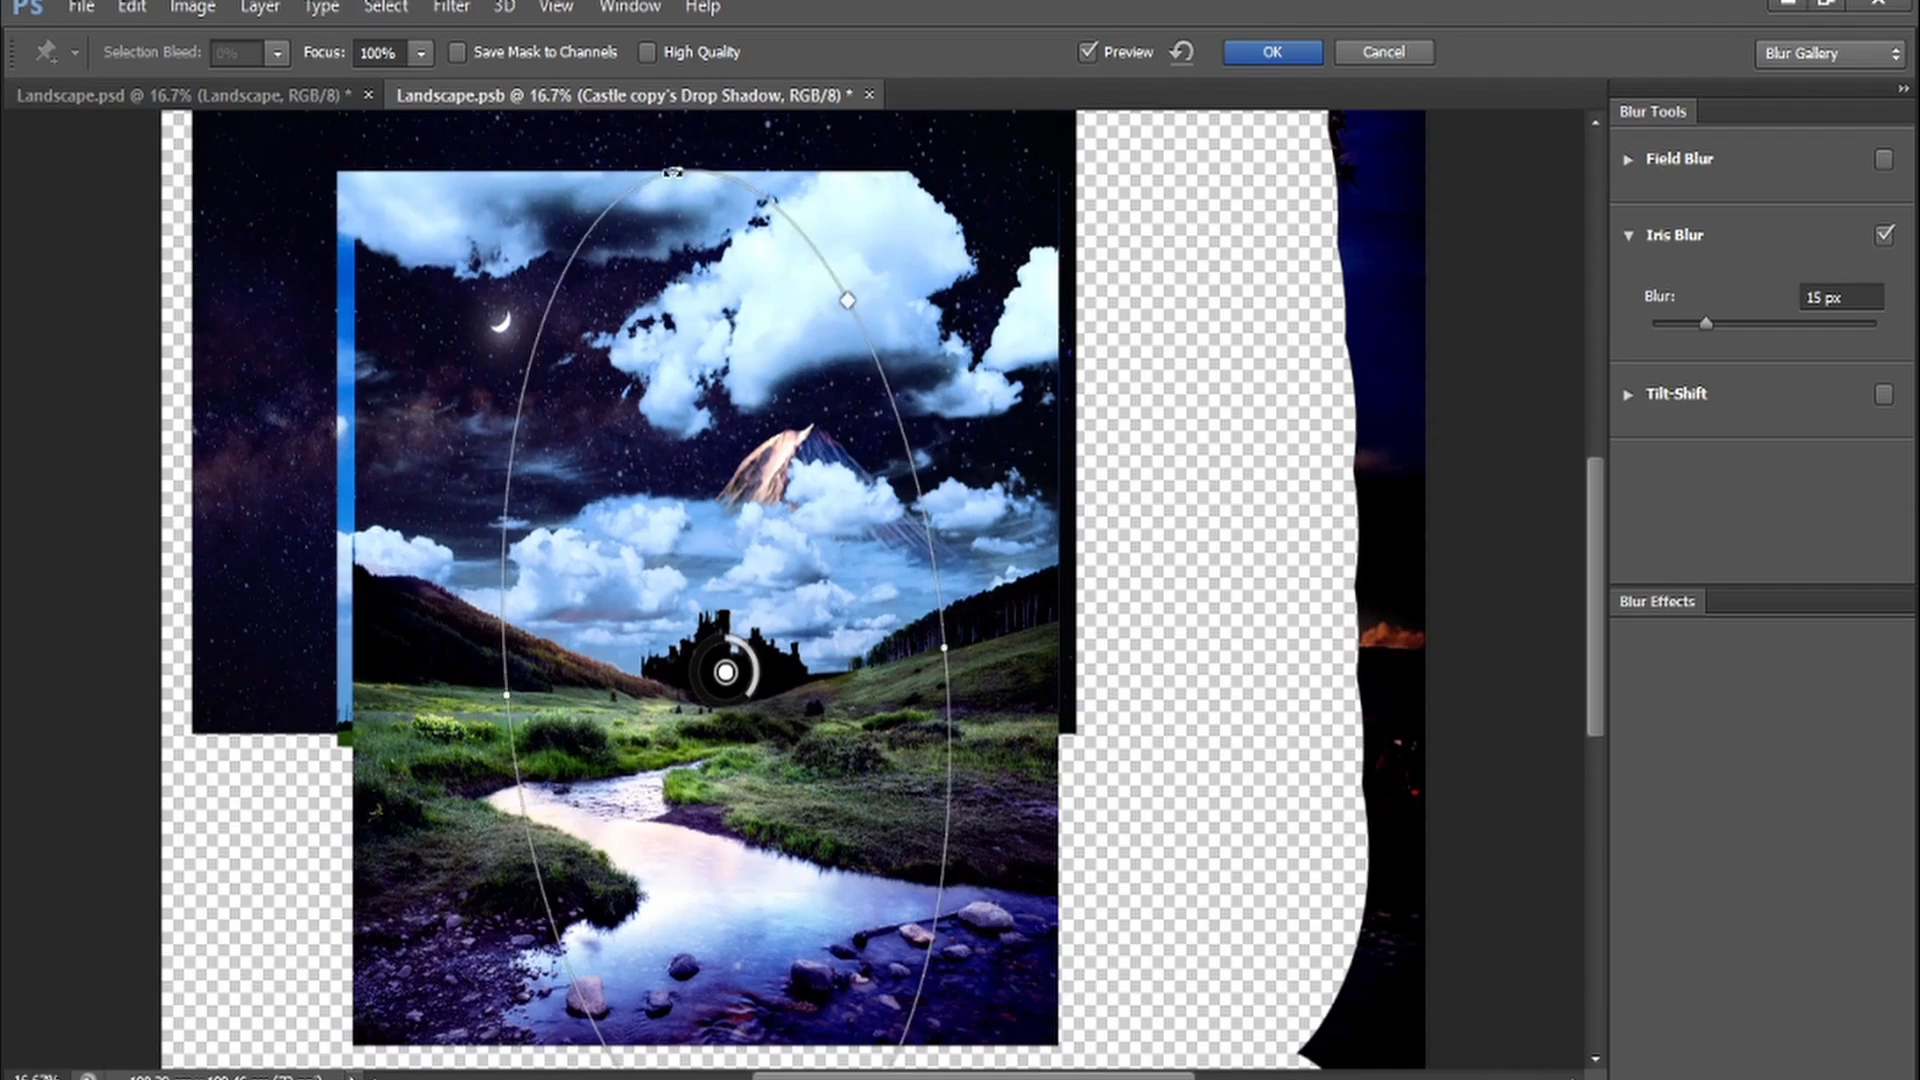 Ps File Edit Image Layer Type Select Filter 3D View Window Help
Selection Bleed: 0% Focus: 100% Save Mask to Channels High Quality Preview OK Cancel Blur Gallery
Landscape.psd @ 16.7% (Landscape, RGB/8) * Landscape.psb @ 16.7% (Castle copy's Drop Shadow, RGB/8) *
Blur Tools
Field Blur
Iris Blur
Blur: 15 px
Tilt-Shift
Blur Effects
16.67%